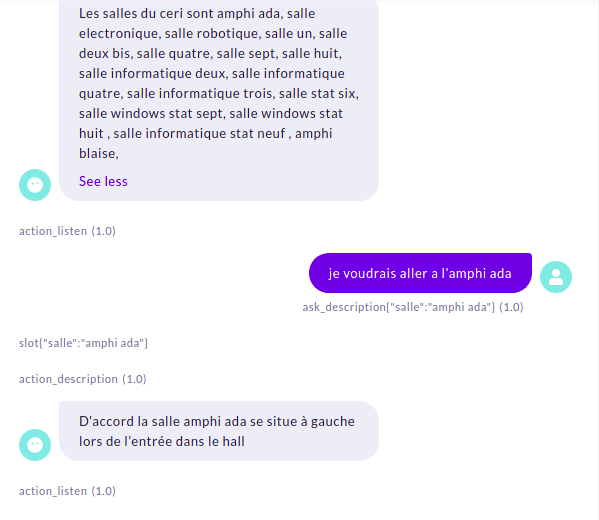 Les salles du ceri sont amphi ada, salle
electronique, salle robotique, salle un, salle
deux bis, salle quatre, salle sept, salle huit,
salle informatique deux, salle informatique
quatre, salle informatique trois, salle stat six,
salle windows stat sept, salle windows stat
huit , salle informatique stat neuf , amphi
blaise,
See less
action_listen (1.0)
je voudrais aller a l'amphi ada
ask_description{"salle":"amphi ada"} (1.0)
slot{"salle":"amphi ada"}
action_description (1.0)
D'accord la salle amphi ada se situe à gauche
lors de l'entrée dans le hall
action_listen (1.0)